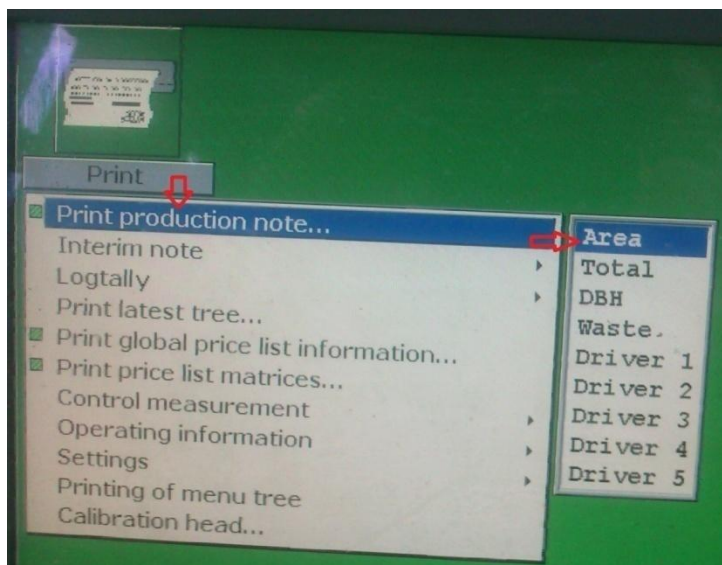 Print
Print production note...
Interim note
Logtally
Print latest tree...
Print global price list information...
Print price list matrices...
Control measurement
Operating information
Settings
Printing of menu tree
Calibration head...
Area
Total
DBH
Waste.
Driver 1
Driver 2
Driver 3
Driver 4
Driver 5